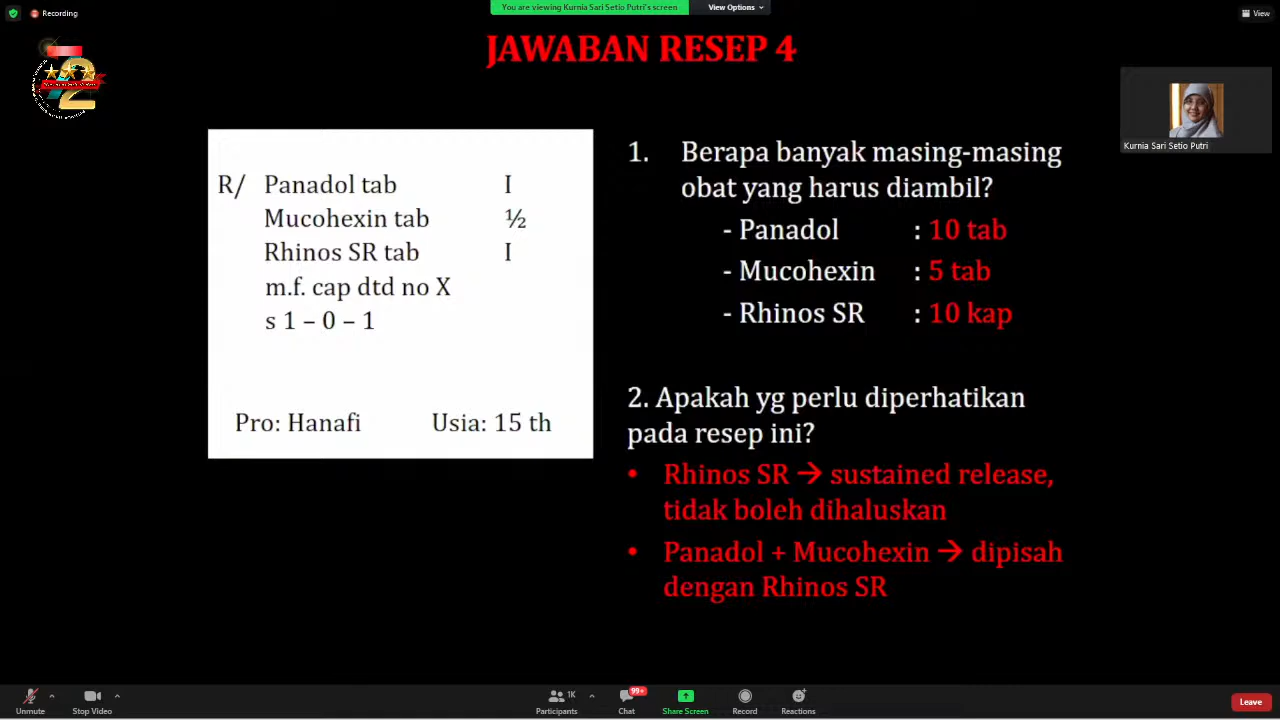 Recording
You are viewing Kurnia Sari Setio Putri's screen
View Options
View
JAWABAN RESEP 4
2
Kurnia Sari Setio Putri
R/ Panadol tab I
Mucohexin tab ½
Rhinos SR tab I
m.f. cap dtd no X
s 1 – 0 – 1
Pro: Hanafi Usia: 15 th
1. Berapa banyak masing-masing
obat yang harus diambil?
- Panadol : 10 tab
- Mucohexin : 5 tab
- Rhinos SR : 10 kap
2. Apakah yg perlu diperhatikan
pada resep ini?
• Rhinos SR → sustained release,
tidak boleh dihaluskan
• Panadol + Mucohexin → dipisah
dengan Rhinos SR
Unmute
Stop Video
1K
Participants
99+
Chat
Share Screen
Record
Reactions
Leave